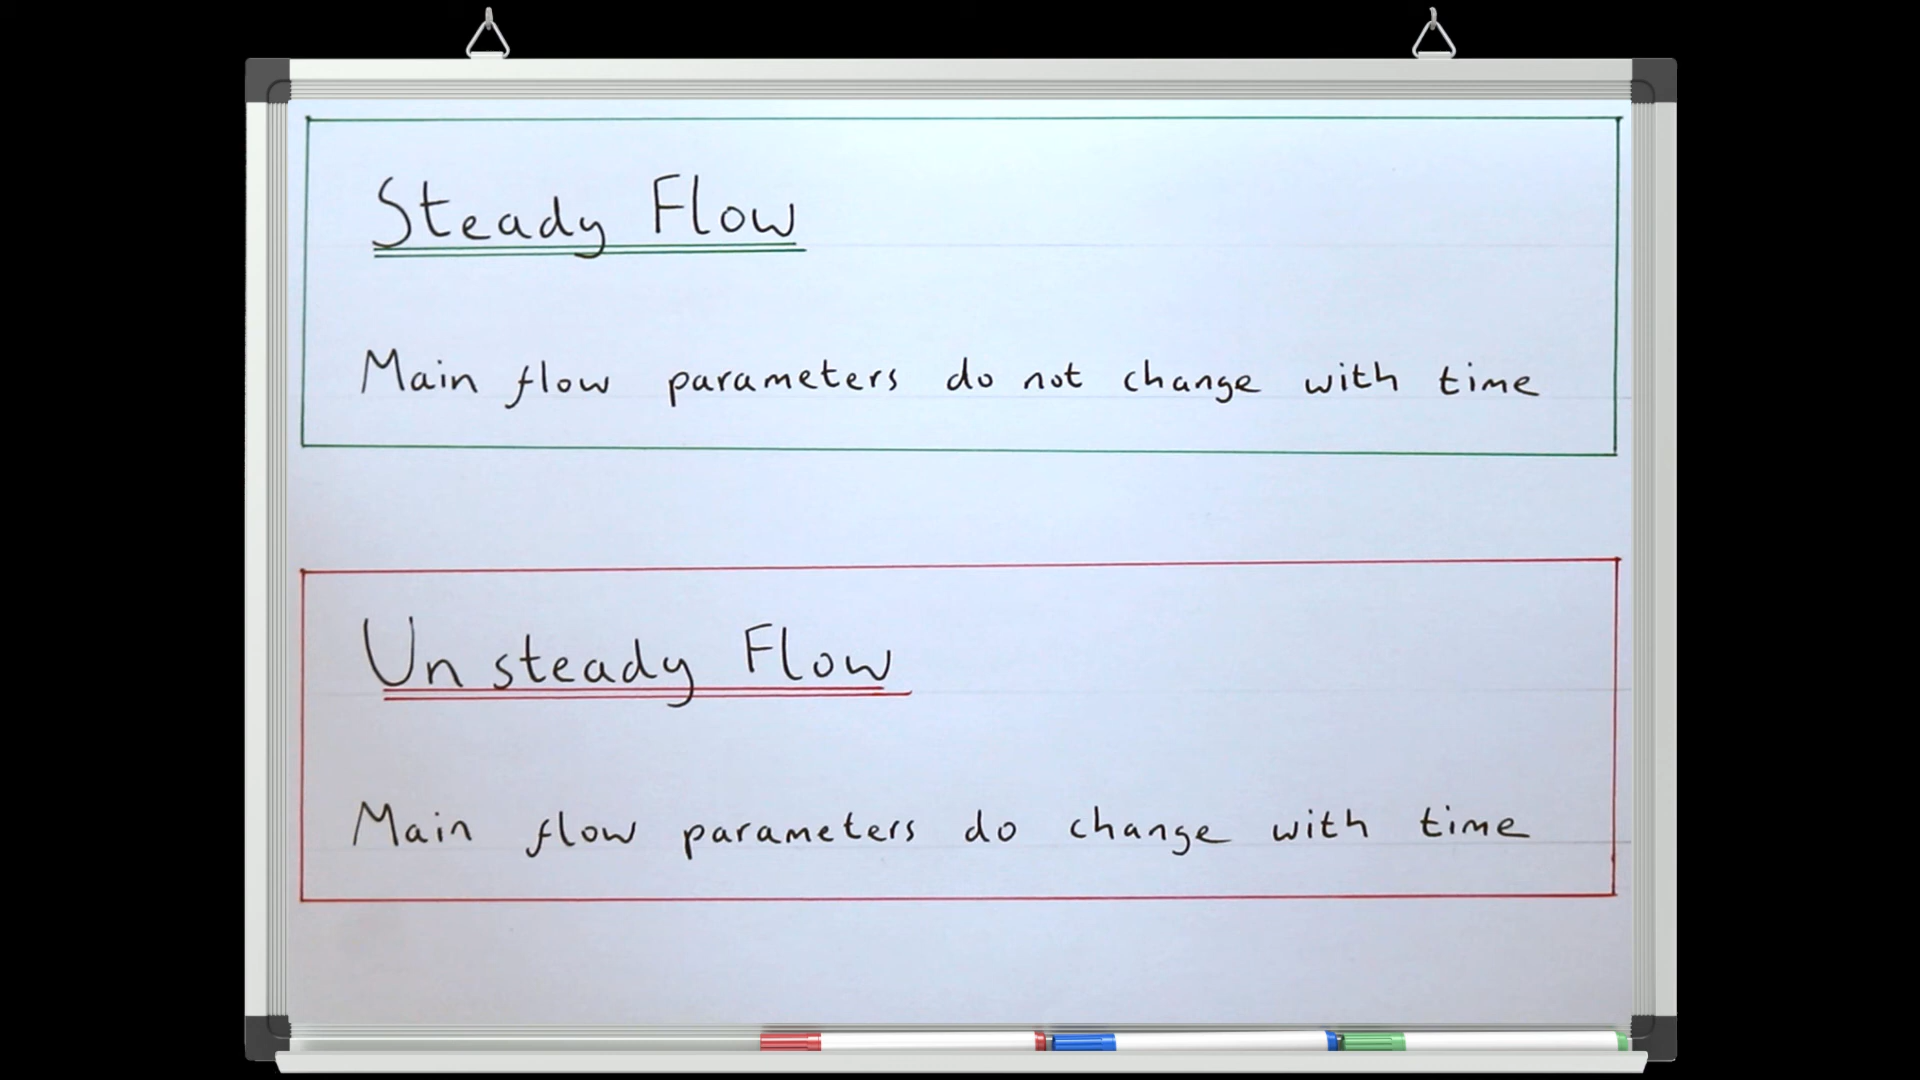 Steady Flow
Main flow parameters do not change with time
Unsteady Flow
Main flow parameters do change with time